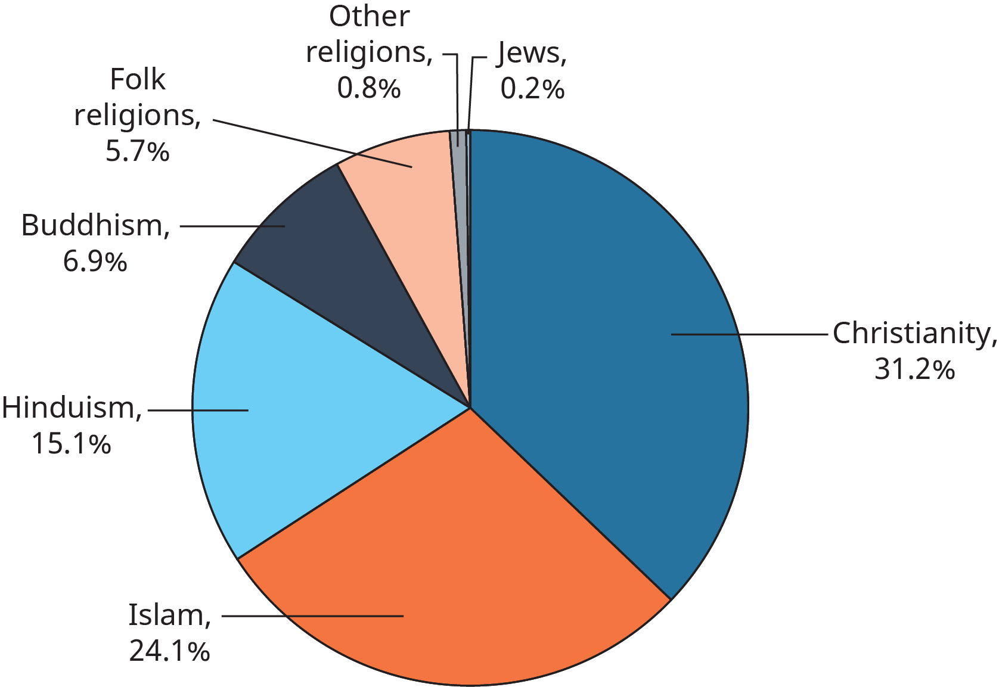 Other
religions,
0.8%
Jews,
0.2%
Folk
religions,
5.7%
Buddhism,
6.9%
Christianity,
31.2%
Hinduism,
15.1%
Islam,
24.1%